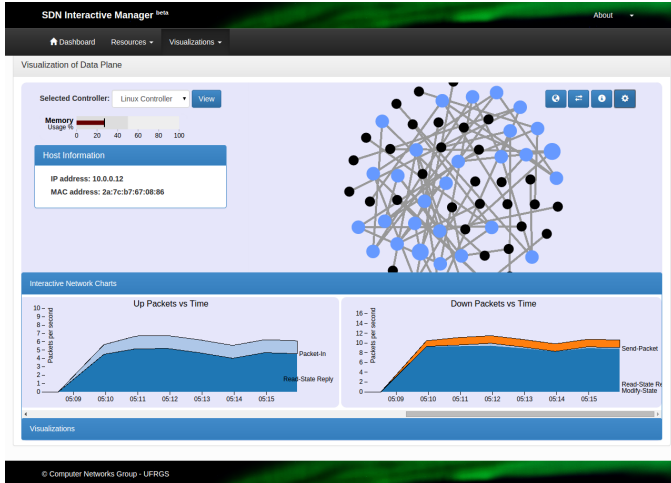 SDN Interactive Manager beta
About
Dashboard Resources Visualizations
Visualization of Data Plane
Selected Controller: Linux Controller View
Memory
Usage %
0 20 40 60 80 100
Host Information
IP address: 10.0.0.12
MAC address: 2a:7c:b7:67:08:86
Interactive Network Charts
Up Packets vs Time
Packets per second
10
9
8
7
6
5
4
3
2
1
0
Packet-In
Read-State Reply
05:09 05:10 05:11 05:12 05:13 05:14 05:15
Down Packets vs Time
Packets per second
16
14
12
10
8
6
4
2
0
Send-Packet
Read-State Re
Modify-State
05:09 05:10 05:11 05:12 05:13 05:14 05:15
Visualizations
© Computer Networks Group - UFRGS